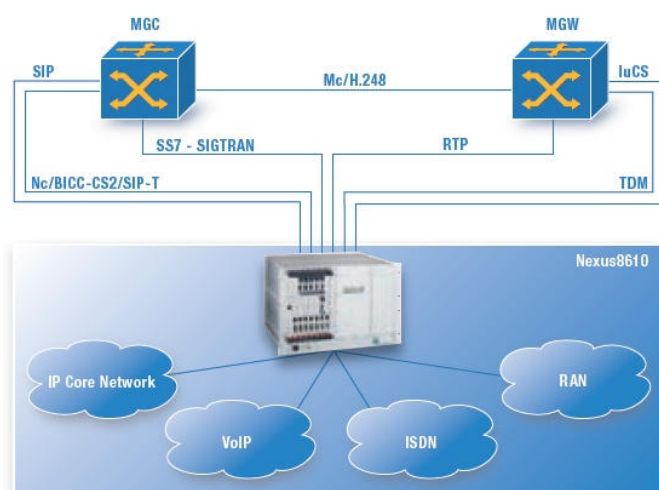 MGC
MGW
SIP
IuCS
Mc/H.248
SS7 - SIGTRAN
RTP
Nc/BICC-CS2/SIP-T
TDM
Nexus8610
IP Core Network
RAN
VoIP
ISDN